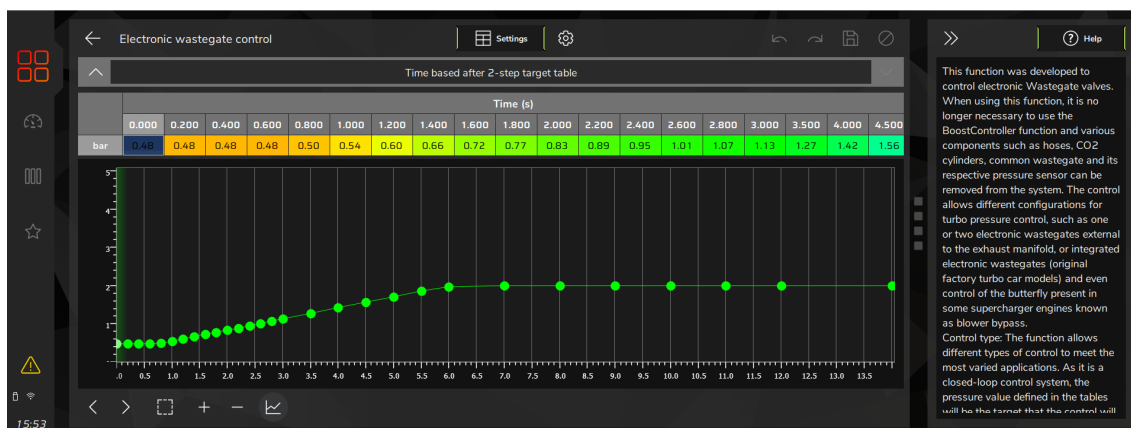 Electronic wastegate control
Settings
Help
Time based after 2-step target table
Time (s)
0.000 0.200 0.400 0.600 0.800 1.000 1.200 1.400 1.600 1.800 2.000 2.200 2.400 2.600 2.800 3.000 3.500 4.000 4.500
bar 0.48 0.48 0.48 0.48 0.50 0.54 0.60 0.66 0.72 0.77 0.83 0.89 0.95 1.01 1.07 1.13 1.27 1.42 1.56
5
4
3
2
1
.0 0.5 1.0 1.5 2.0 2.5 3.0 3.5 4.0 4.5 5.0 5.5 6.0 6.5 7.0 7.5 8.0 8.5 9.0 9.5 10.0 10.5 11.0 11.5 12.0 12.5 13.0 13.5
15:53
This function was developed to
control electronic Wastegate valves.
When using this function, it is no
longer necessary to use the
BoostController function and various
components such as hoses, CO2
cylinders, common wastegate and its
respective pressure sensor can be
removed from the system. The control
allows different configurations for
turbo pressure control, such as one
or two electronic wastegates external
to the exhaust manifold, or integrated
electronic wastegates (original
factory turbo car models) and even
control of the butterfly present in
some supercharger engines known
as blower bypass.
Control type: The function allows
different types of control to meet the
most varied applications. As it is a
closed-loop control system, the
pressure value defined in the tables
will be the target that the control will